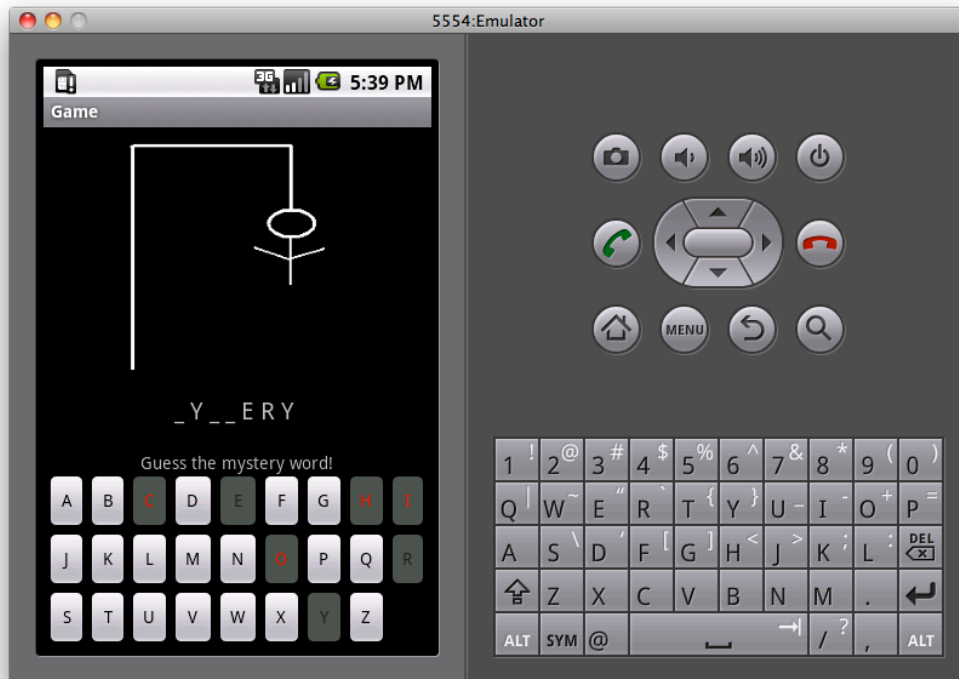 5554:Emulator
3G 5:39 PM
Game
_ Y _ _ E R Y
Guess the mystery word!
A B C D E F G H I
J K L M N O P Q R
S T U V W X Y Z
MENU
1 ! 2 @ 3 # 4 $ 5 % 6 ^ 7 & 8 * 9 ( 0 )
Q | W ~ E “ R ` T { Y } U _ I - O + P =
A S \ D ‘ F [ G ] H < J > K ; L : DEL
Z X C V B N M .
ALT SYM @ / ? , ALT